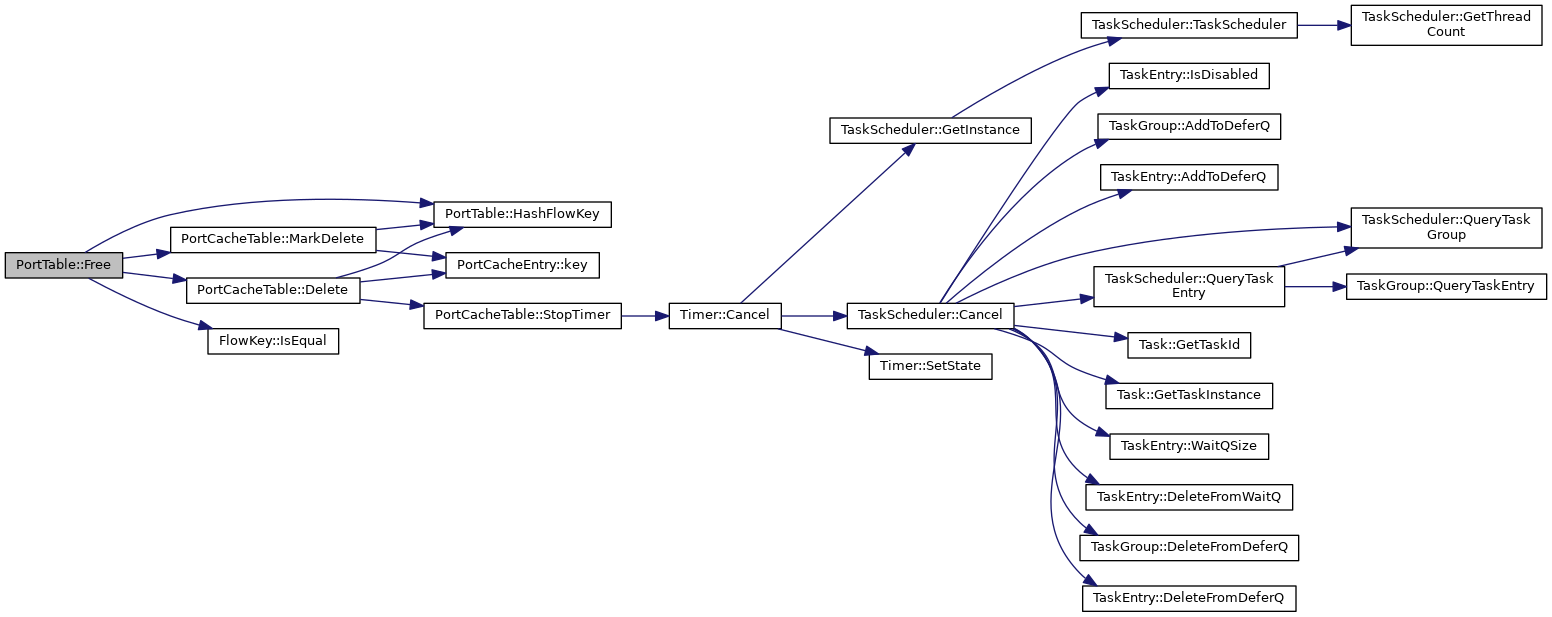 PortTable::Free
PortTable::HashFlowKey
PortCacheTable::MarkDelete
PortCacheEntry::key
PortCacheTable::Delete
PortCacheTable::StopTimer
FlowKey::IsEqual
Timer::Cancel
TaskScheduler::GetInstance
TaskScheduler::Cancel
Timer::SetState
TaskScheduler::TaskScheduler
TaskScheduler::GetThread
Count
TaskEntry::IsDisabled
TaskGroup::AddToDeferQ
TaskEntry::AddToDeferQ
TaskScheduler::QueryTask
Group
TaskScheduler::QueryTask
Entry
TaskGroup::QueryTaskEntry
Task::GetTaskId
Task::GetTaskInstance
TaskEntry::WaitQSize
TaskEntry::DeleteFromWaitQ
TaskGroup::DeleteFromDeferQ
TaskEntry::DeleteFromDeferQ